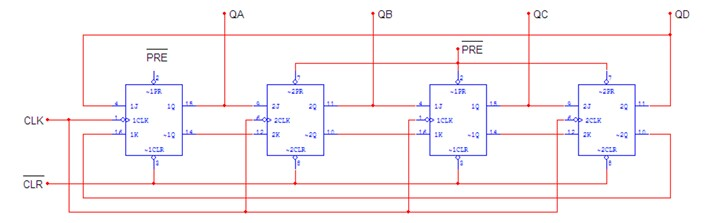 QA QB QC QD
P̅R̅E̅ P̅R̅E̅
2 7 2 7
~1PR ~2PR ~1PR ~2PR
4 1J 1Q 15 9 2J 2Q 11 4 1J 1Q 15 9 2J 2Q 11
CLK 1 1CLK 6 2CLK 1 1CLK 6 2CLK
16 1K ~1Q 14 12 2K ~2Q 10 16 1K ~1Q 14 12 2K ~2Q 10
~1CLR ~2CLR ~1CLR ~2CLR
C̅L̅R̅ 3 8 3 8